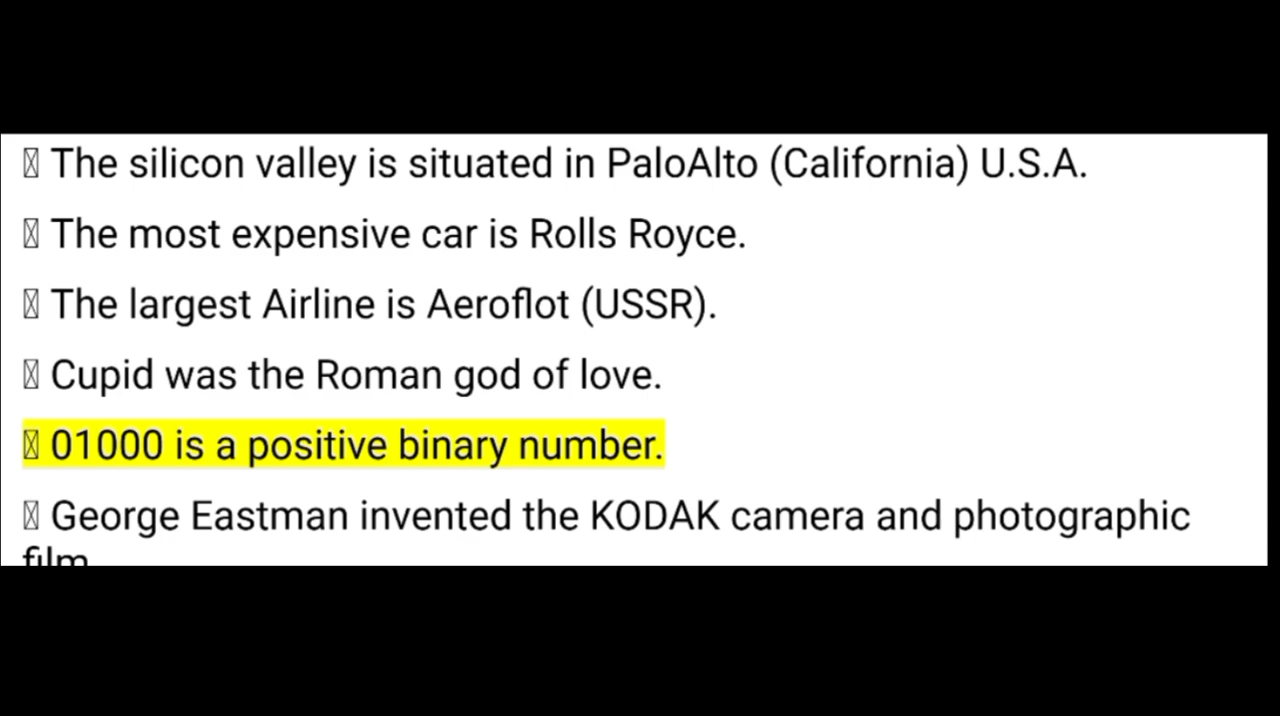 The silicon valley is situated in PaloAlto (California) U.S.A.
The most expensive car is Rolls Royce.
The largest Airline is Aeroflot (USSR).
Cupid was the Roman god of love.
01000 is a positive binary number.
George Eastman invented the KODAK camera and photographic
film